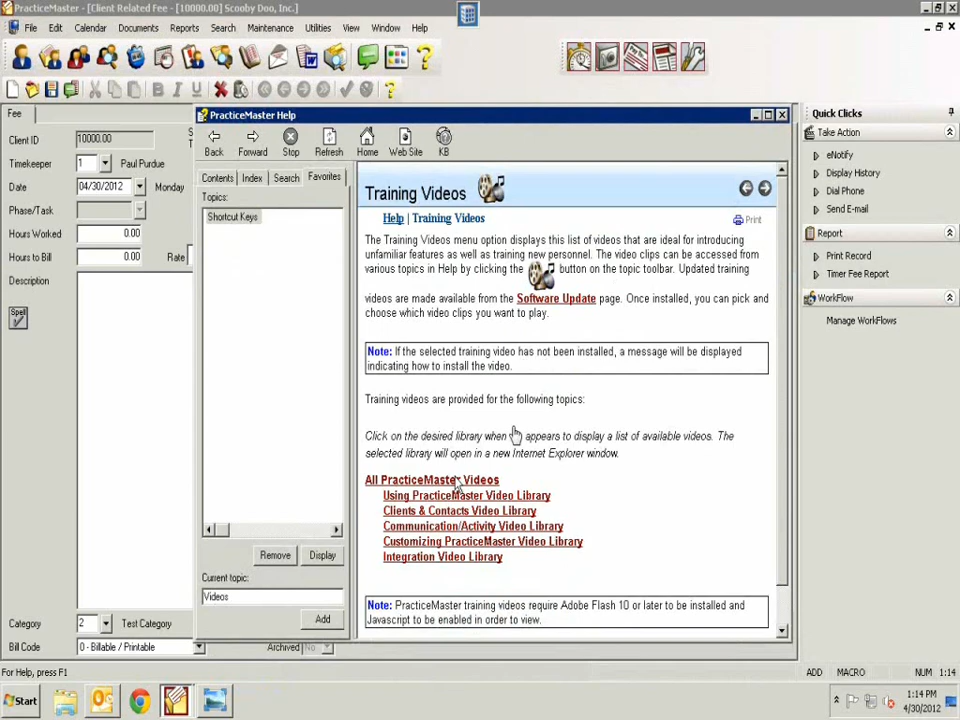 PracticeMaster - [Client Related Fee - [10000.00] Scooby Doo, Inc.]
File Edit Calendar Documents Reports Search Maintenance Utilities View Window Help
Fee
Client ID 10000.00 S
T
Timekeeper 1 Paul Purdue
Date 04/30/2012 Monday
Phase/Task
Hours Worked 0.00
Hours to Bill 0.00 Rate
Description
Spell
Category 2 Test Category
Bill Code 0 - Billable / Printable Archived No
PracticeMaster Help
Back Forward Stop Refresh Home Web Site KB
Contents Index Search Favorites
Topics:
Shortcut Keys
Remove Display
Current topic:
Videos
Add
Training Videos
Help | Training Videos Print
The Training Videos menu option displays this list of videos that are ideal for introducing
unfamiliar features as well as training new personnel. The video clips can be accessed from
various topics in Help by clicking the button on the topic toolbar. Updated training
videos are made available from the Software Update page. Once installed, you can pick and
choose which video clips you want to play.
Note: If the selected training video has not been installed, a message will be displayed
indicating how to install the video.
Training videos are provided for the following topics:
Click on the desired library when appears to display a list of available videos. The
selected library will open in a new Internet Explorer window.
All PracticeMaster Videos
Using PracticeMaster Video Library
Clients & Contacts Video Library
Communication/Activity Video Library
Customizing PracticeMaster Video Library
Integration Video Library
Note: PracticeMaster training videos require Adobe Flash 10 or later to be installed and
Javascript to be enabled in order to view.
Quick Clicks
Take Action
eNotify
Display History
Dial Phone
Send E-mail
Report
Print Record
Timer Fee Report
WorkFlow
Manage WorkFlows
For Help, press F1 ADD MACRO NUM 1:14
Start 1:14 PM
4/30/2012